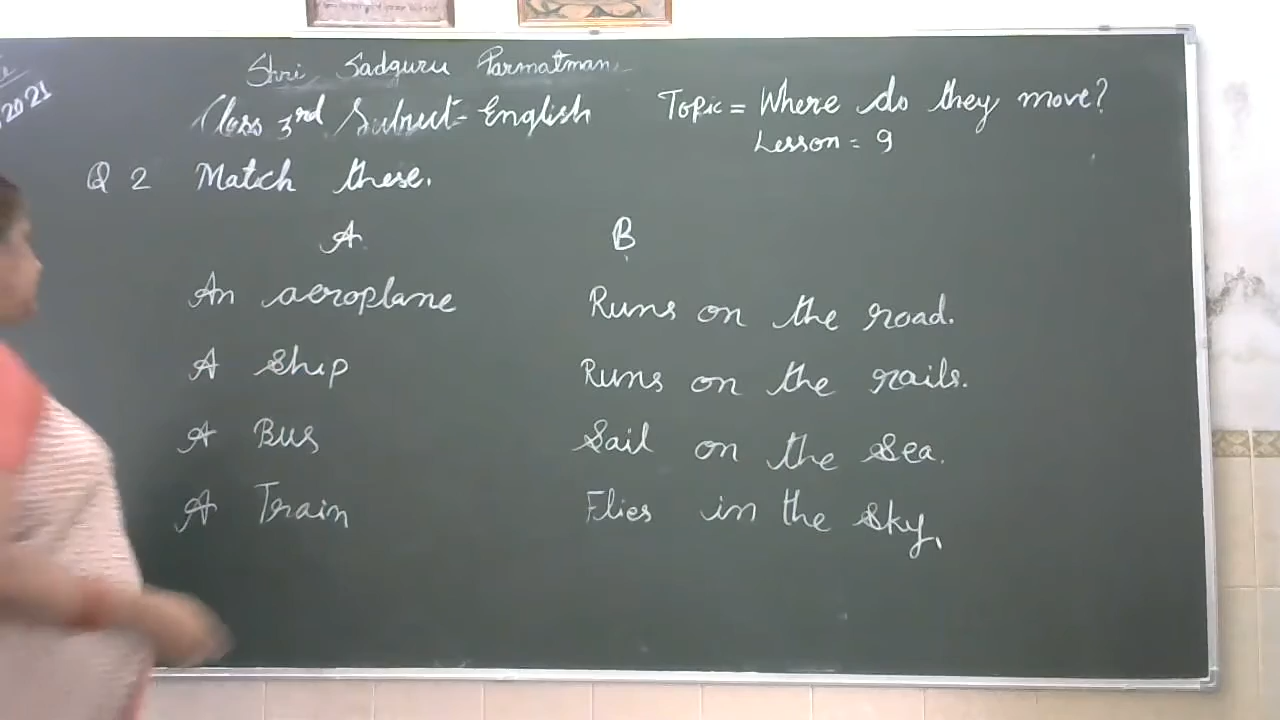 2021
Shri Sadguru Parmatman
Class 3rd Subject - English
Topic = Where do they move?
Lesson = 9
Q 2 Match these.
A B
An aeroplane Runs on the road.
A Ship Runs on the rails.
A Bus Sail on the Sea.
A Train Flies in the sky.